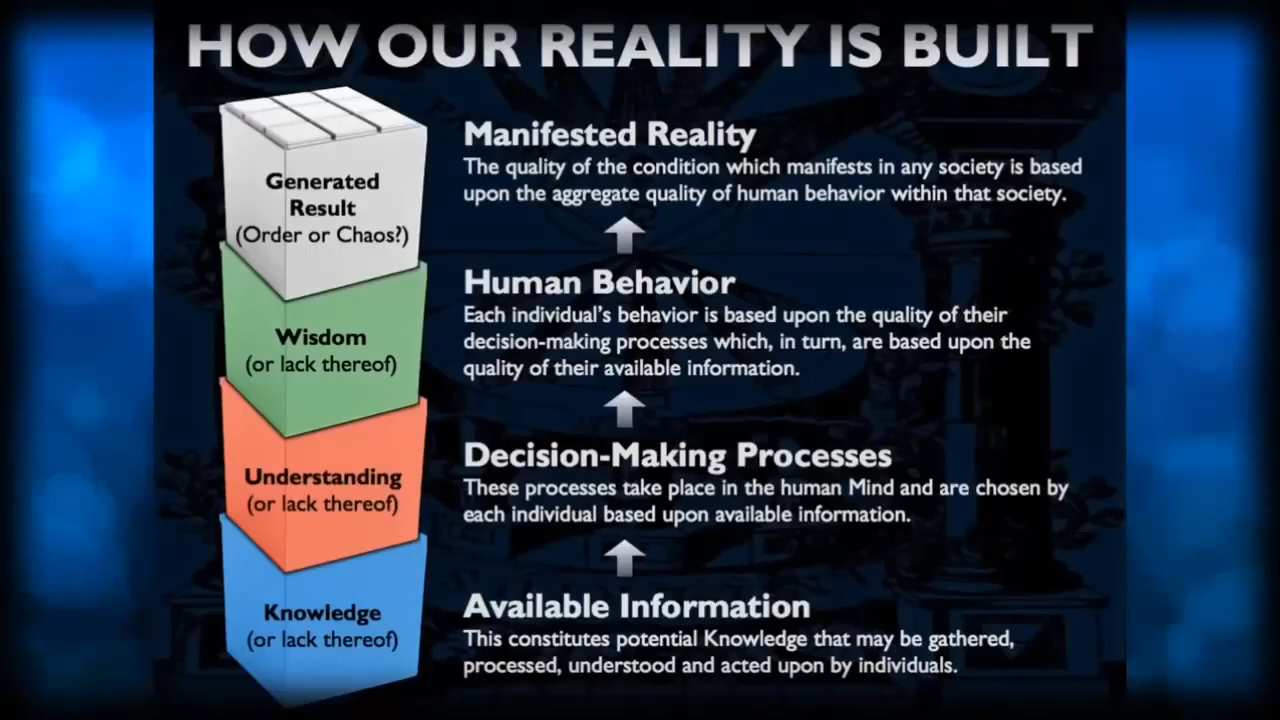 HOW OUR REALITY IS BUILT
Generated
Result
(Order or Chaos?)
Manifested Reality
The quality of the condition which manifests in any society is based
upon the aggregate quality of human behavior within that society.
Wisdom
(or lack thereof)
Human Behavior
Each individual's behavior is based upon the quality of their
decision-making processes which, in turn, are based upon the
quality of their available information.
Understanding
(or lack thereof)
Decision-Making Processes
These processes take place in the human Mind and are chosen by
each individual based upon available information.
Knowledge
(or lack thereof)
Available Information
This constitutes potential Knowledge that may be gathered,
processed, understood and acted upon by individuals.